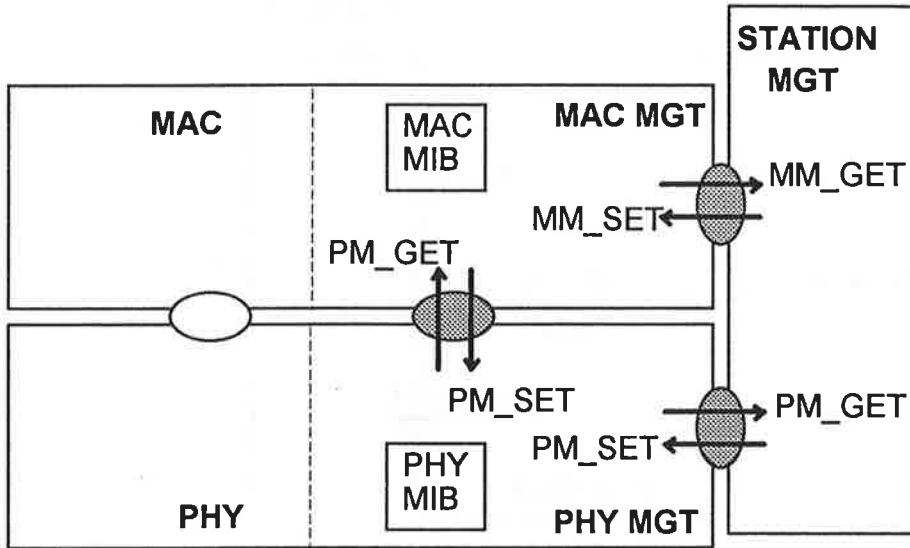 STATION
MGT
MAC
MAC
MIB
MAC MGT
MM_GET
MM_SET
PM_GET
PM_SET
PM_GET
PM_SET
PHY
MIB
PHY
PHY MGT